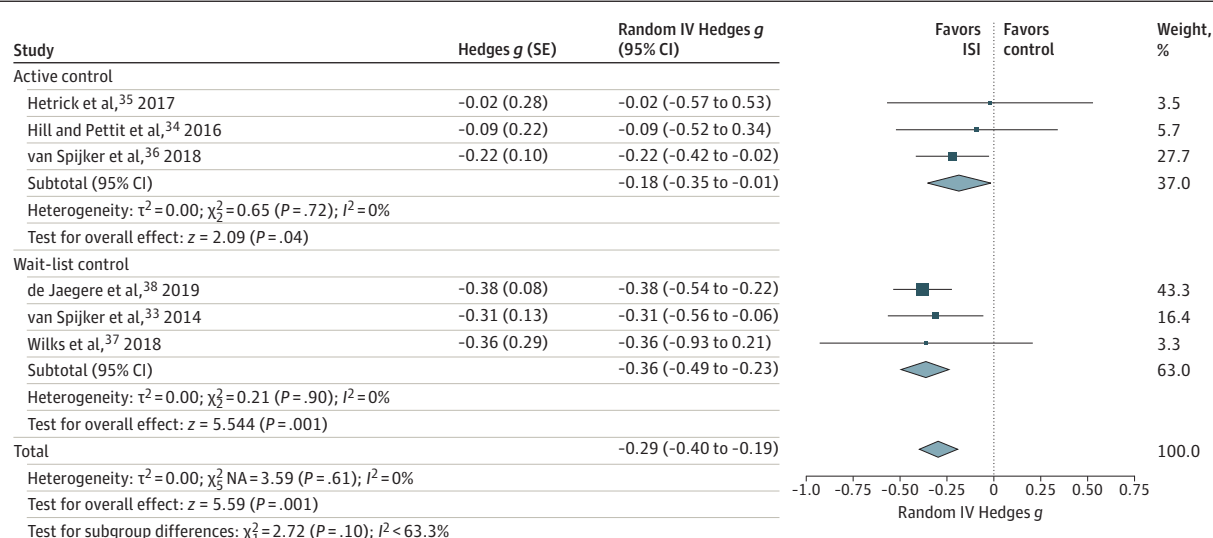 Study Hedges g (SE) Random IV Hedges g (95% CI) Favors ISI Favors control Weight, %
Active control
Hetrick et al,35 2017 -0.02 (0.28) -0.02 (-0.57 to 0.53) 3.5
Hill and Pettit et al,34 2016 -0.09 (0.22) -0.09 (-0.52 to 0.34) 5.7
van Spijker et al,36 2018 -0.22 (0.10) -0.22 (-0.42 to -0.02) 27.7
Subtotal (95% CI) -0.18 (-0.35 to -0.01) 37.0
Heterogeneity: τ2 = 0.00; χ22 = 0.65 (P = .72); I2 = 0%
Test for overall effect: z = 2.09 (P = .04)
Wait-list control
de Jaegere et al,38 2019 -0.38 (0.08) -0.38 (-0.54 to -0.22) 43.3
van Spijker et al,33 2014 -0.31 (0.13) -0.31 (-0.56 to -0.06) 16.4
Wilks et al,37 2018 -0.36 (0.29) -0.36 (-0.93 to 0.21) 3.3
Subtotal (95% CI) -0.36 (-0.49 to -0.23) 63.0
Heterogeneity: τ2 = 0.00; χ22 = 0.21 (P = .90); I2 = 0%
Test for overall effect: z = 5.544 (P = .001)
Total -0.29 (-0.40 to -0.19) 100.0
Heterogeneity: τ2 = 0.00; χ25 NA = 3.59 (P = .61); I2 = 0%
Test for overall effect: z = 5.59 (P = .001)
Test for subgroup differences: χ21 = 2.72 (P = .10); I2 < 63.3%
-1.0 -0.75 -0.50 -0.25 0 0.25 0.50 0.75
Random IV Hedges g